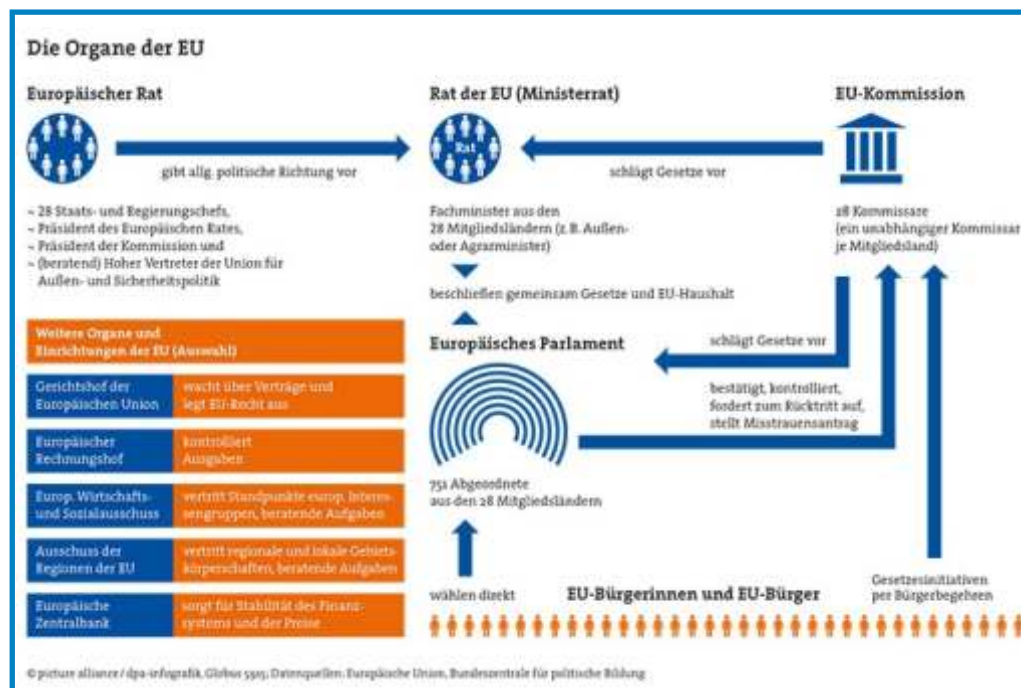 Die Organe der EU
Europäischer Rat
gibt allg. politische Richtung vor
~ 28 Staats- und Regierungschefs,
~ Präsident des Europäischen Rates,
~ Präsident der Kommission und
~ (beratend) Hoher Vertreter der Union für
Außen- und Sicherheitspolitik
Rat der EU (Ministerrat)
Rat
Fachminister aus den
28 Mitgliedsländern (z. B. Außen-
oder Agrarminister)
beschließen gemeinsam Gesetze und EU-Haushalt
EU-Kommission
schlägt Gesetze vor
28 Kommissare
(ein unabhängiger Kommissar
je Mitgliedsland)
Europäisches Parlament
schlägt Gesetze vor
bestätigt, kontrolliert,
fordert zum Rücktritt auf,
stellt Misstrauensantrag
751 Abgeordnete
aus den 28 Mitgliedsländern
wählen direkt
EU-Bürgerinnen und EU-Bürger
Gesetzesinitiativen
per Bürgerbegehren
Weitere Organe und
Einrichtungen der EU (Auswahl)
Gerichtshof der
Europäischen Union
wacht über Verträge und
legt EU-Recht aus
Europäischer
Rechnungshof
kontrolliert
Ausgaben
Europ. Wirtschafts-
und Sozialausschuss
vertritt Standpunkte europ. Interes-
sengruppen, beratende Aufgaben
Ausschuss der
Regionen der EU
vertritt regionale und lokale Gebiets-
körperschaften, beratende Aufgaben
Europäische
Zentralbank
sorgt für Stabilität des Finanz-
systems und der Preise
© picture alliance / dpa-infografik, Globus 5915; Datenquellen: Europäische Union, Bundeszentrale für politische Bildung